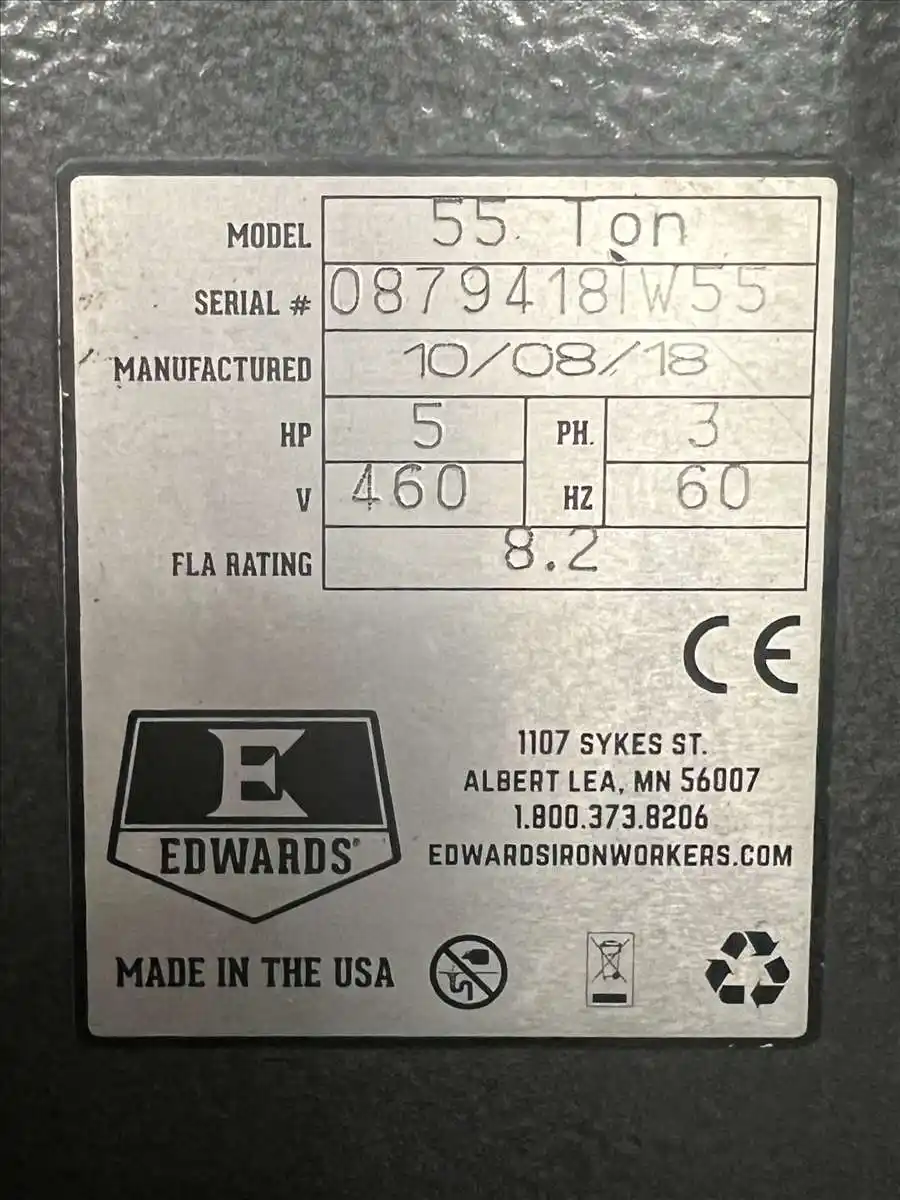 MODEL 55 Ton
SERIAL # 0879418IW55
MANUFACTURED 10/08/18
HP 5 PH. 3
V 460 HZ 60
FLA RATING 8.2
CE
E
EDWARDS®
1107 SYKES ST.
ALBERT LEA, MN 56007
1.800.373.8206
EDWARDSIRONWORKERS.COM
MADE IN THE USA